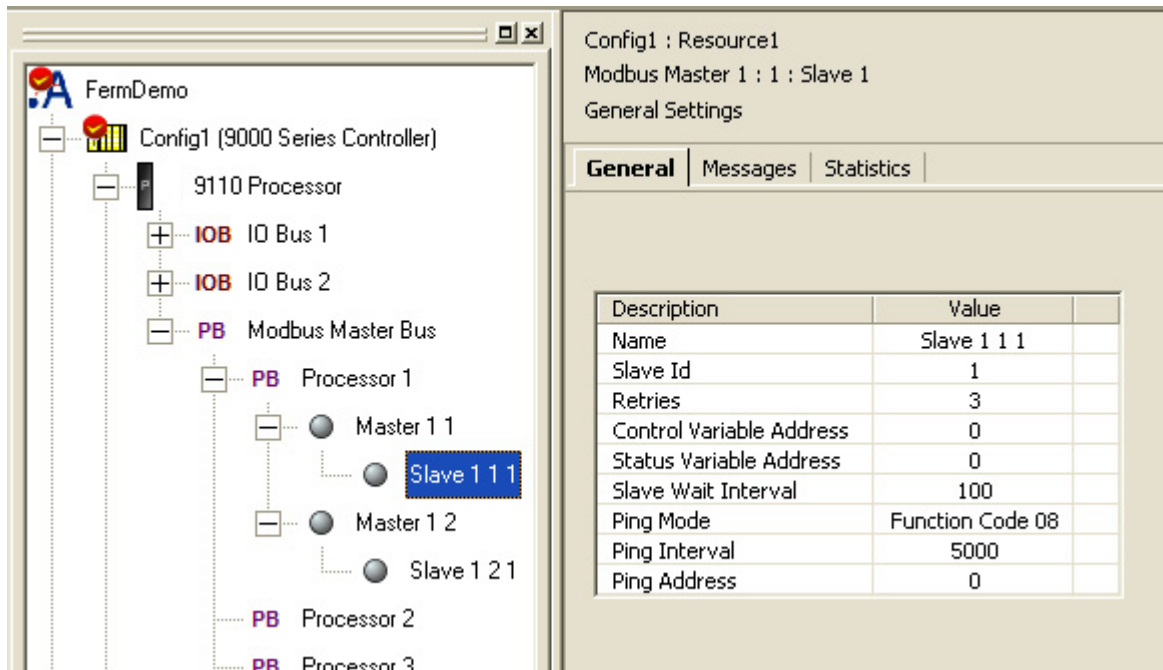 FermDemo
Config1 (9000 Series Controller)
P
9110 Processor
IOB IO Bus 1
IOB IO Bus 2
PB Modbus Master Bus
PB Processor 1
Master 1 1
Slave 1 1 1
Master 1 2
Slave 1 2 1
PB Processor 2
PB Processor 3
Config1 : Resource1
Modbus Master 1 : 1 : Slave 1
General Settings
General Messages Statistics
Description Value
Name Slave 1 1 1
Slave Id 1
Retries 3
Control Variable Address 0
Status Variable Address 0
Slave Wait Interval 100
Ping Mode Function Code 08
Ping Interval 5000
Ping Address 0